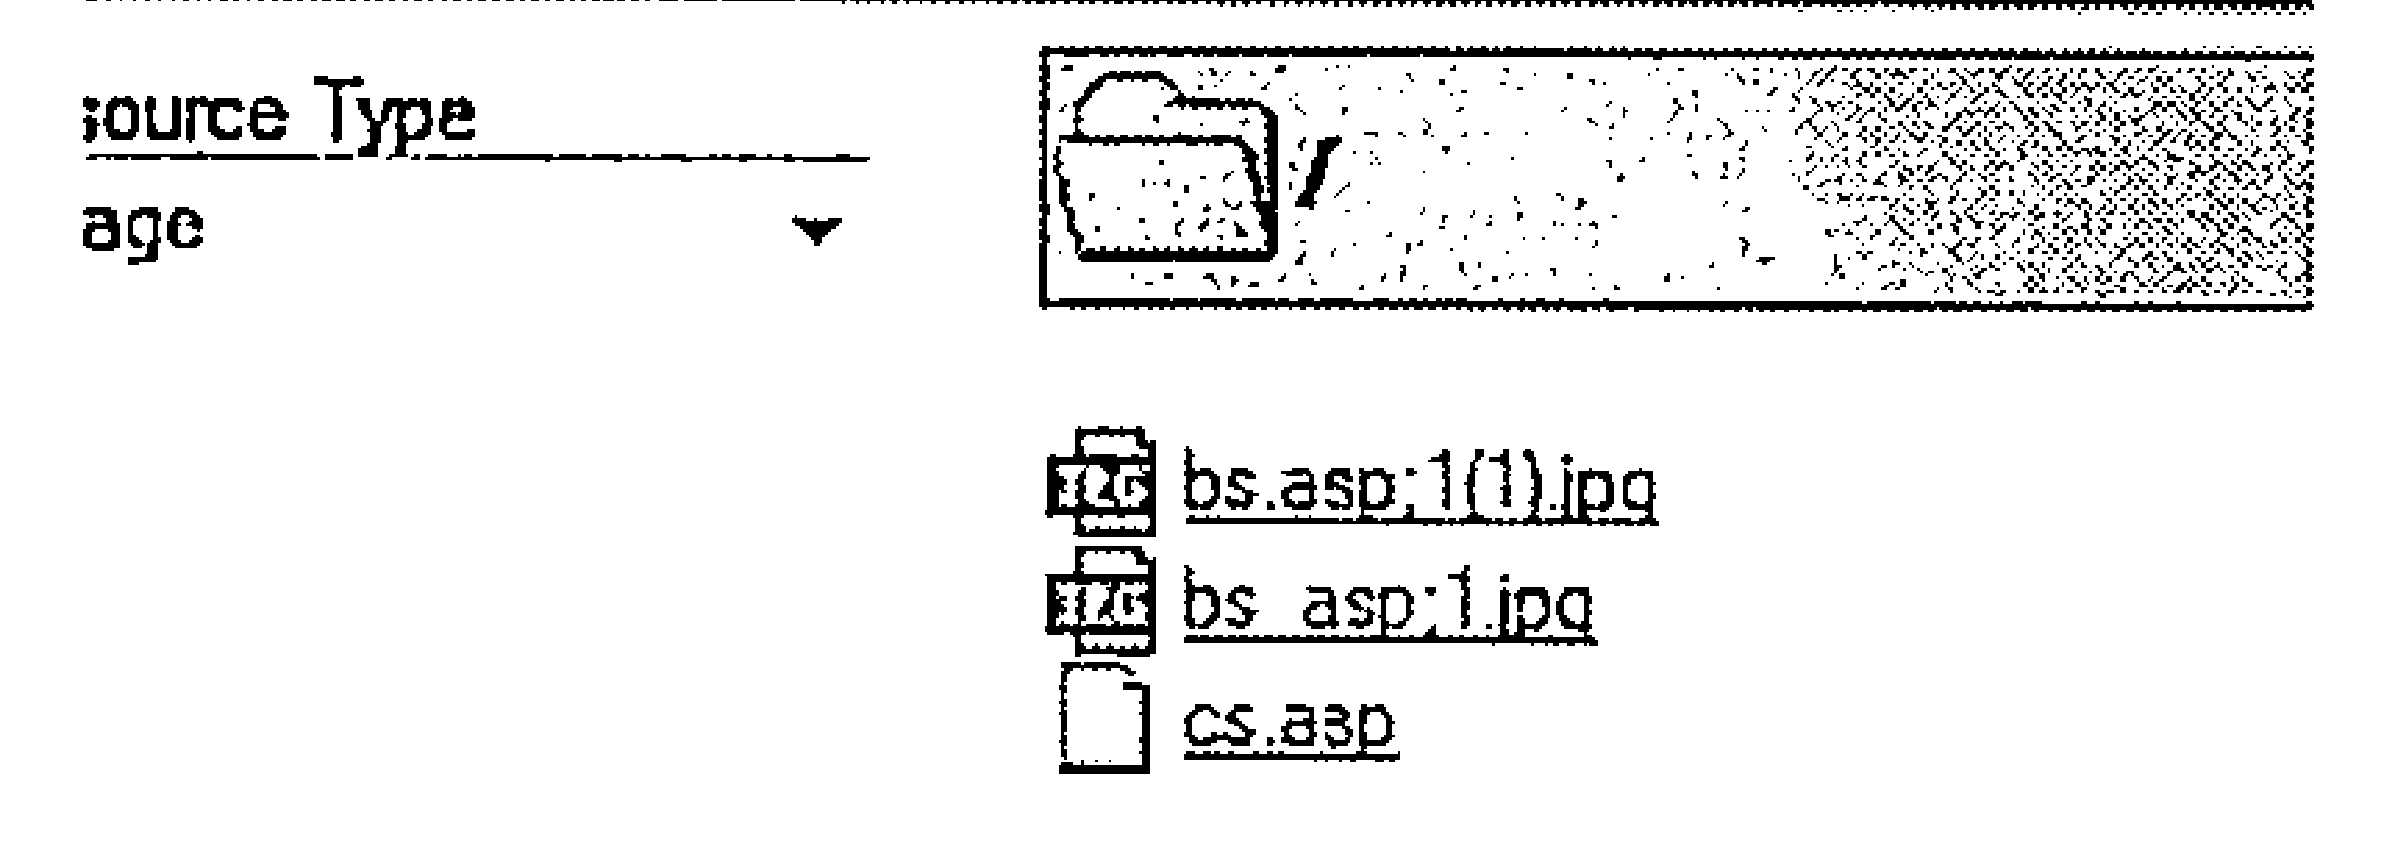 source Type
age
/
bs.asp;1(1).jpg
bs_asp;1.jpg
cs.asp